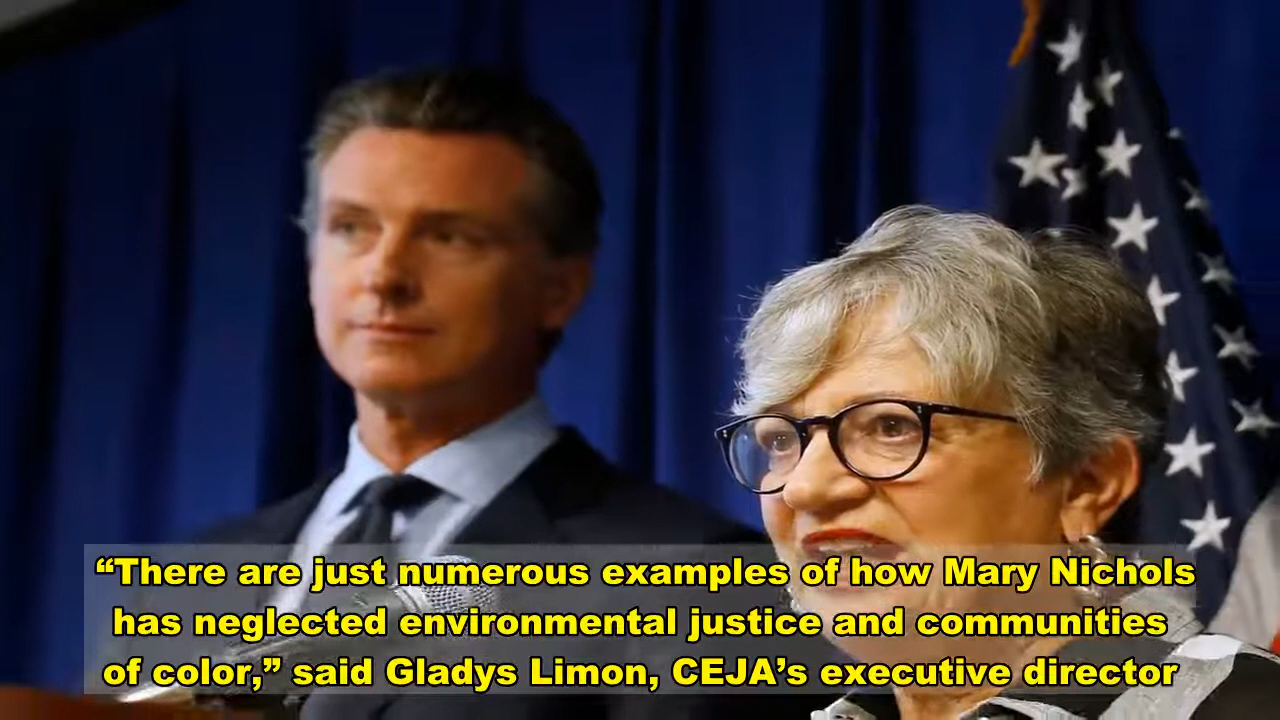 “There are just numerous examples of how Mary Nichols
has neglected environmental justice and communities
of color,” said Gladys Limon, CEJA’s executive director